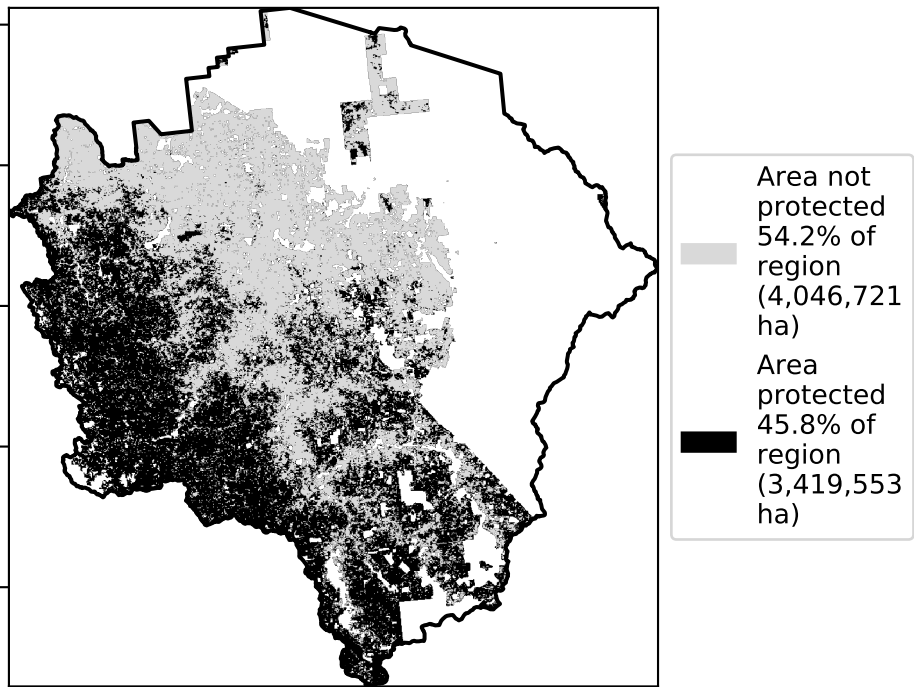 Area not
protected
54.2% of
region
(4,046,721
ha)
Area
protected
45.8% of
region
(3,419,553
ha)